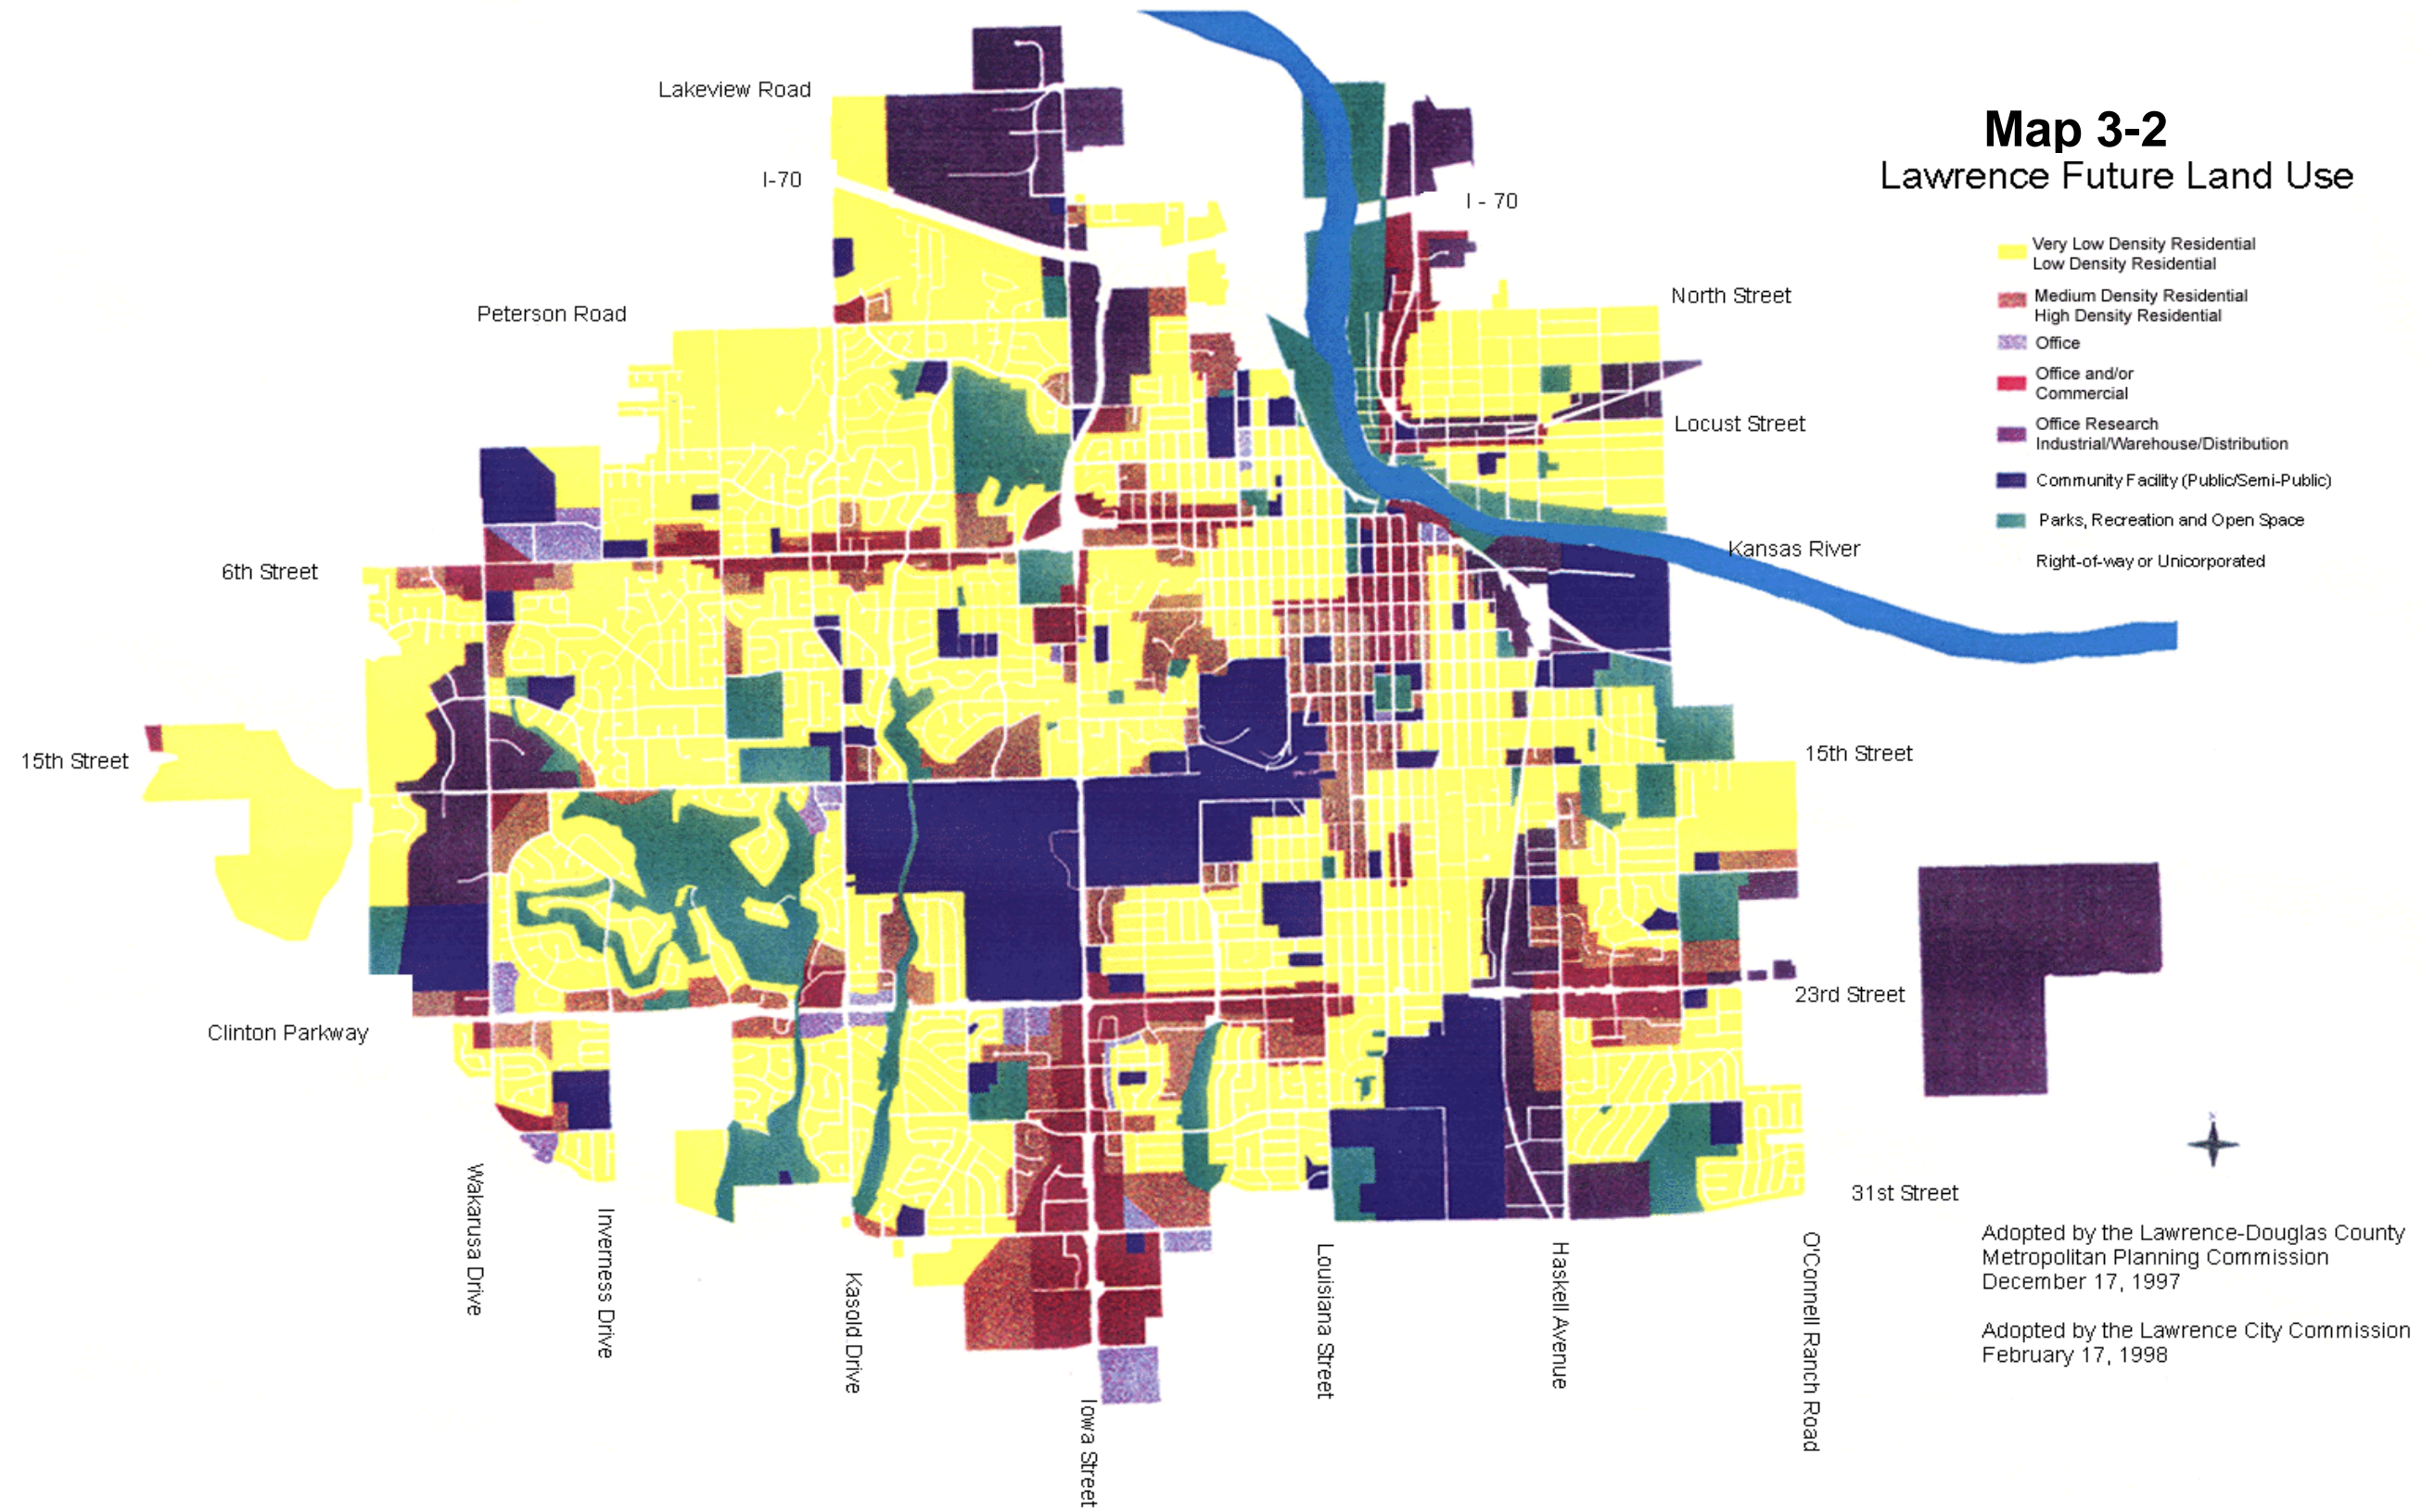 Map 3-2
Lawrence Future Land Use
Very Low Density Residential
Low Density Residential
Medium Density Residential
High Density Residential
Office
Office and/or
Commercial
Office Research
Industrial/Warehouse/Distribution
Community Facility (Public/Semi-Public)
Parks, Recreation and Open Space
Right-of-way or Unicorporated
Lakeview Road
I-70
I - 70
Peterson Road
North Street
Locust Street
Kansas River
6th Street
15th Street
15th Street
23rd Street
Clinton Parkway
31st Street
Wakarusa Drive
Inverness Drive
Kasold Drive
Iowa Street
Louisiana Street
Haskell Avenue
O'Connell Ranch Road
Adopted by the Lawrence-Douglas County
Metropolitan Planning Commission
December 17, 1997
Adopted by the Lawrence City Commission
February 17, 1998